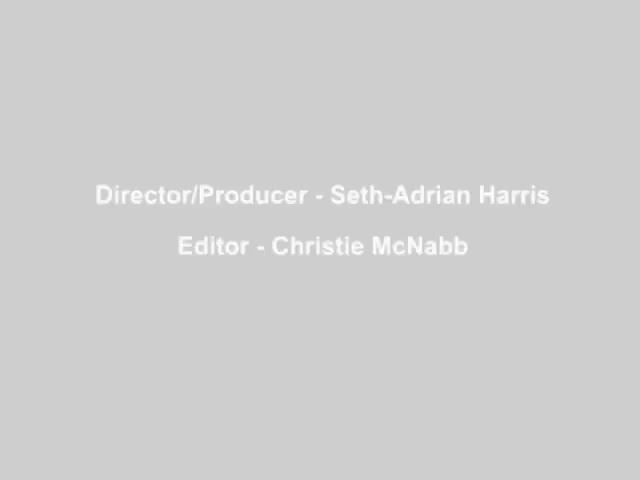 Director/Producer - Seth-Adrian Harris
Editor - Christie McNabb